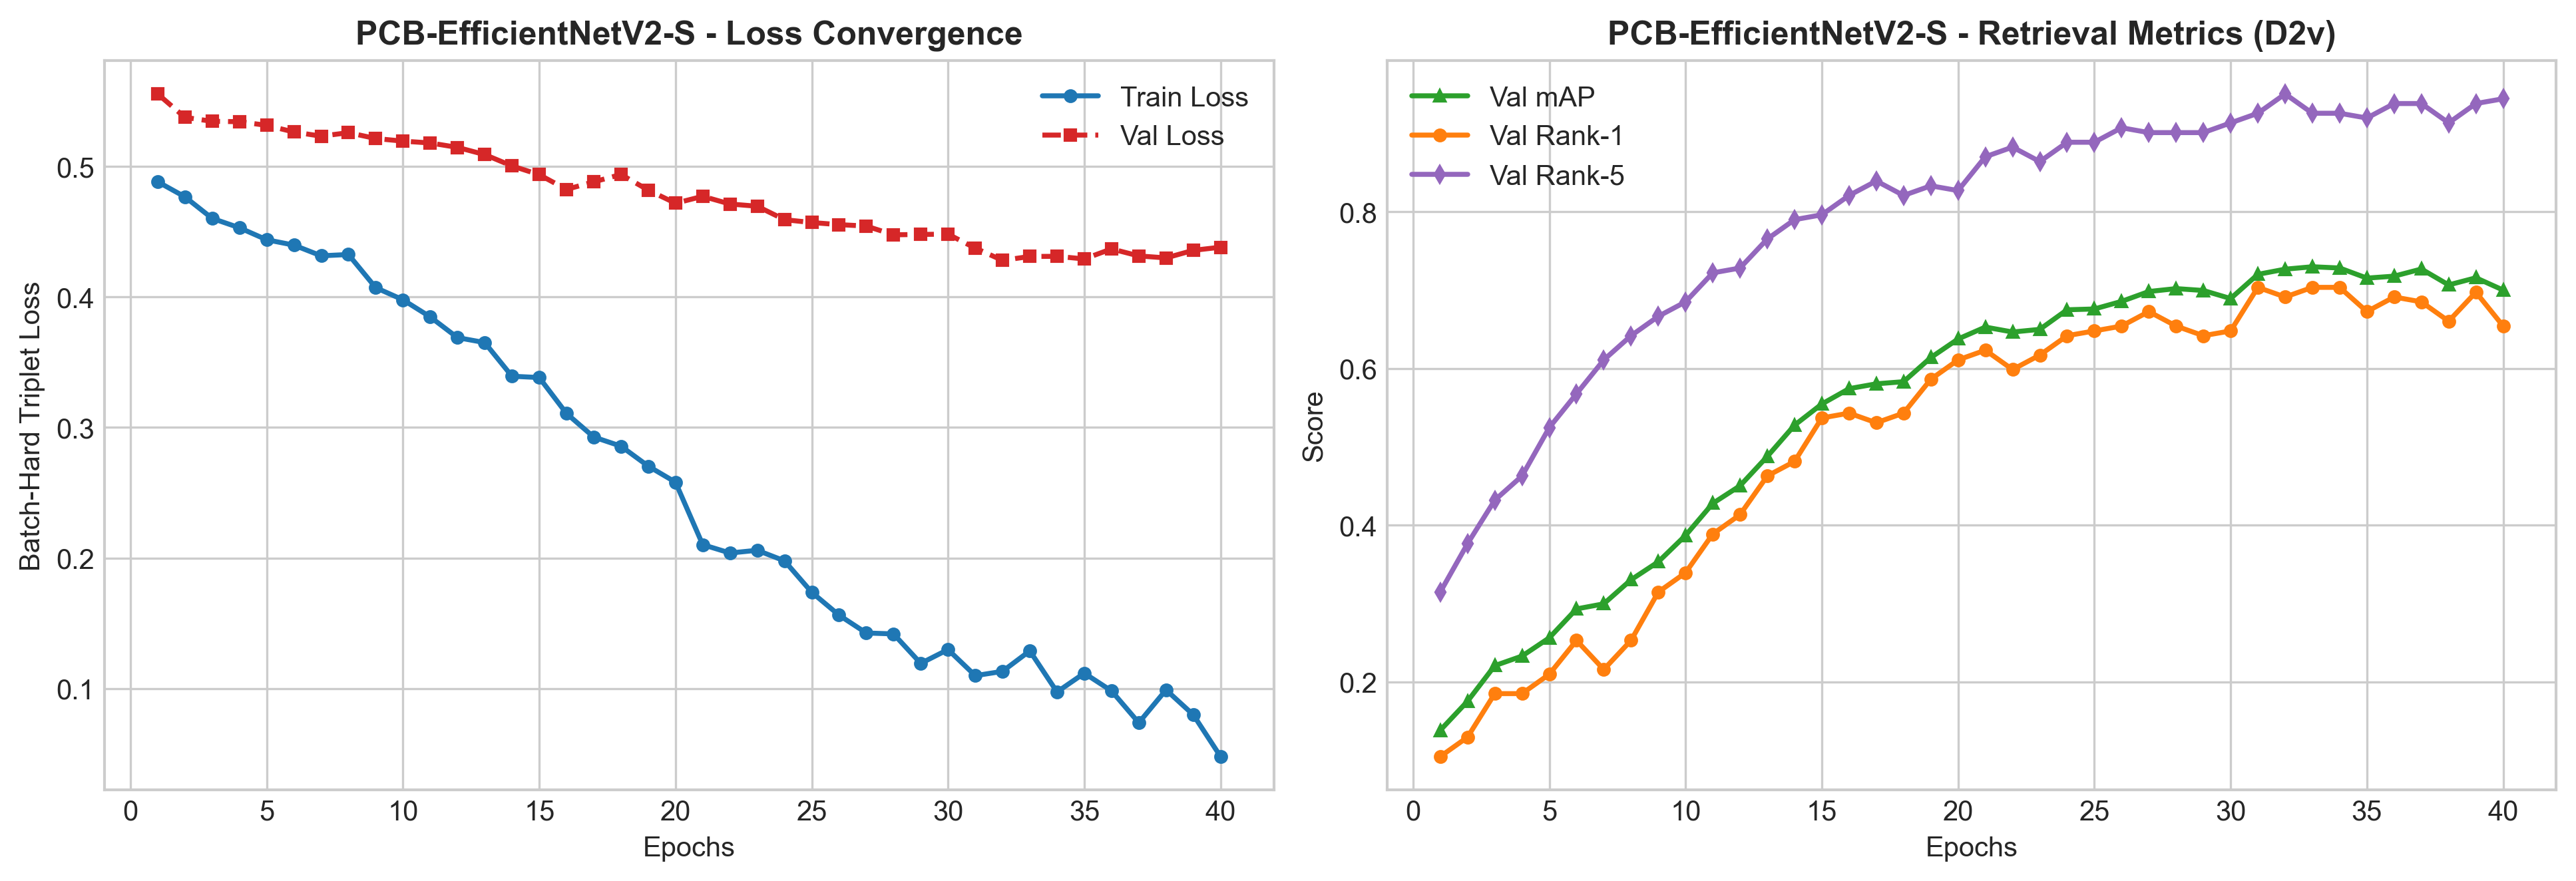 PCB-EfficientNetV2-S - Loss Convergence
Train Loss
Val Loss
0.5
0.4
0.3
0.2
0.1
Batch-Hard Triplet Loss
0 5 10 15 20 25 30 35 40
Epochs
PCB-EfficientNetV2-S - Retrieval Metrics (D2v)
Val mAP
Val Rank-1
Val Rank-5
0.8
0.6
0.4
0.2
Score
0 5 10 15 20 25 30 35 40
Epochs